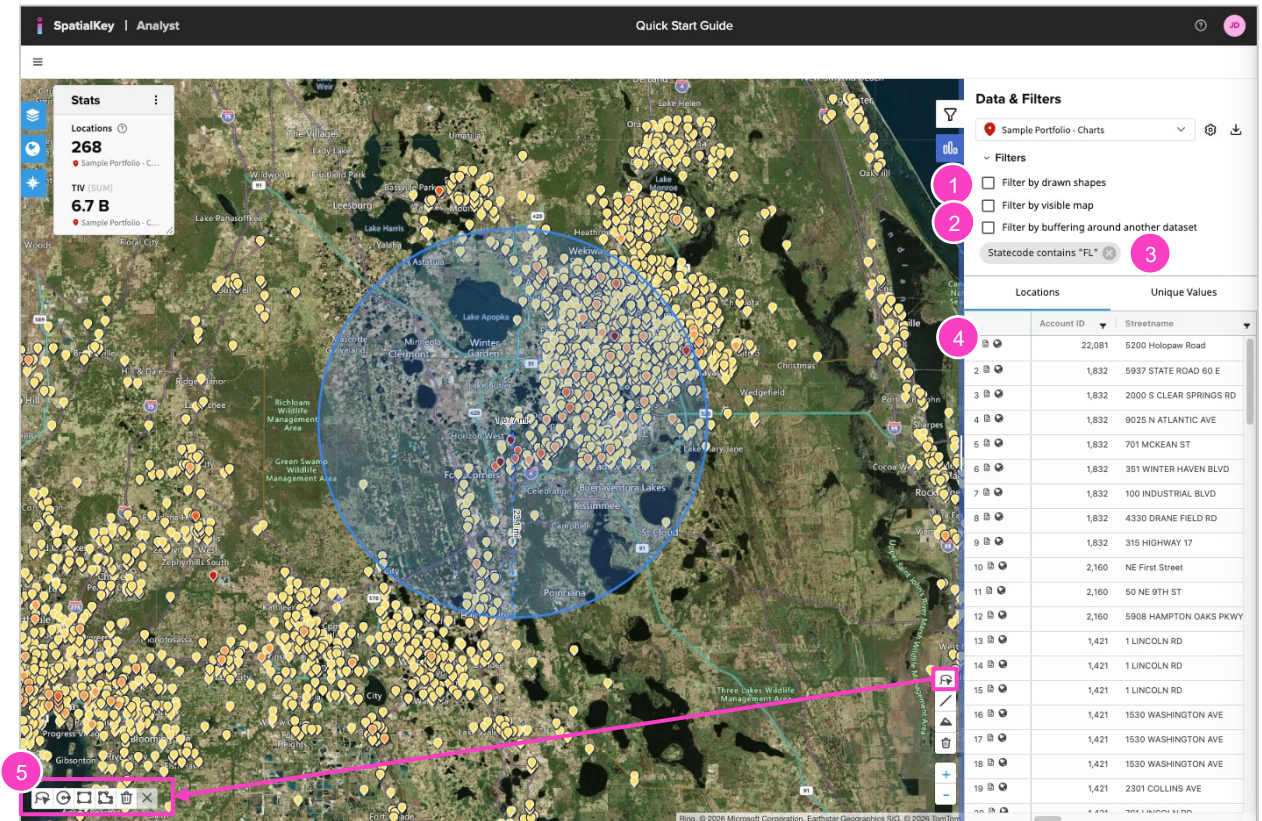 SpatialKey | Analyst
Quick Start Guide
JD
Stats
Locations
268
Sample Portfolio - C...
TIV (SUM)
6.7 B
Sample Portfolio - C...
Data & Filters
Sample Portfolio - Charts
Filters
1
Filter by drawn shapes
Filter by visible map
2
Filter by buffering around another dataset
Statecode contains "FL"
3
Locations
Unique Values
Account ID
Streetname
4
22,081 5200 Holopaw Road
2 1,832 5937 STATE ROAD 60 E
3 1,832 2000 S CLEAR SPRINGS RD
4 1,832 9025 N ATLANTIC AVE
5 1,832 701 MCKEAN ST
6 1,832 351 WINTER HAVEN BLVD
7 1,832 100 INDUSTRIAL BLVD
8 1,832 4330 DRANE FIELD RD
9 1,832 315 HIGHWAY 17
10 2,160 NE First Street
11 2,160 50 NE 9TH ST
12 2,160 5908 HAMPTON OAKS PKWY
13 1,421 1 LINCOLN RD
14 1,421 1 LINCOLN RD
15 1,421 1 LINCOLN RD
16 1,421 1530 WASHINGTON AVE
17 1,421 1530 WASHINGTON AVE
18 1,421 1530 WASHINGTON AVE
19 1,421 2301 COLLINS AVE
Weir
Lake Helen
The Villages
Lady Lake
Umatilla
Wildwood
Fruitland Park
Leesburg
Lake Panasoffkee
Lake Harris
Yalaha
Astatula
Floral City
Lake
Monroe
Heathrow
Wekiwa
Lake Apopka
Minneola
Clermont
Winter
Garden
Christmas
Wedgefield
Richloam
Wildlife
Management
Area
Green Swamp
Wildlife
Management Area
Horizon West
Celebration
Buenaventura Lakes
Kissimmee
Campbell
St Cloud
Poinciana
Zephyrhills South
Three Lakes Wildlife
Management Area
Gibsonton
5
Bing, © 2026 Microsoft Corporation, Earthstar Geographics SIO, © 2026 TomTom